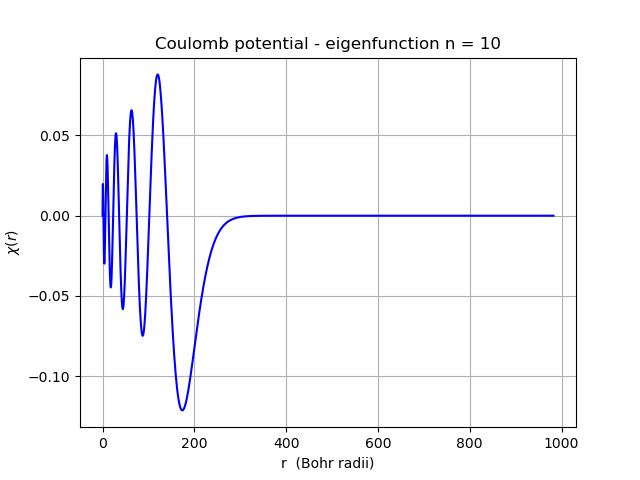 Coulomb potential - eigenfunction n = 10
χ(r)
0.05
0.00
−0.05
−0.10
0 200 400 600 800 1000
r (Bohr radii)